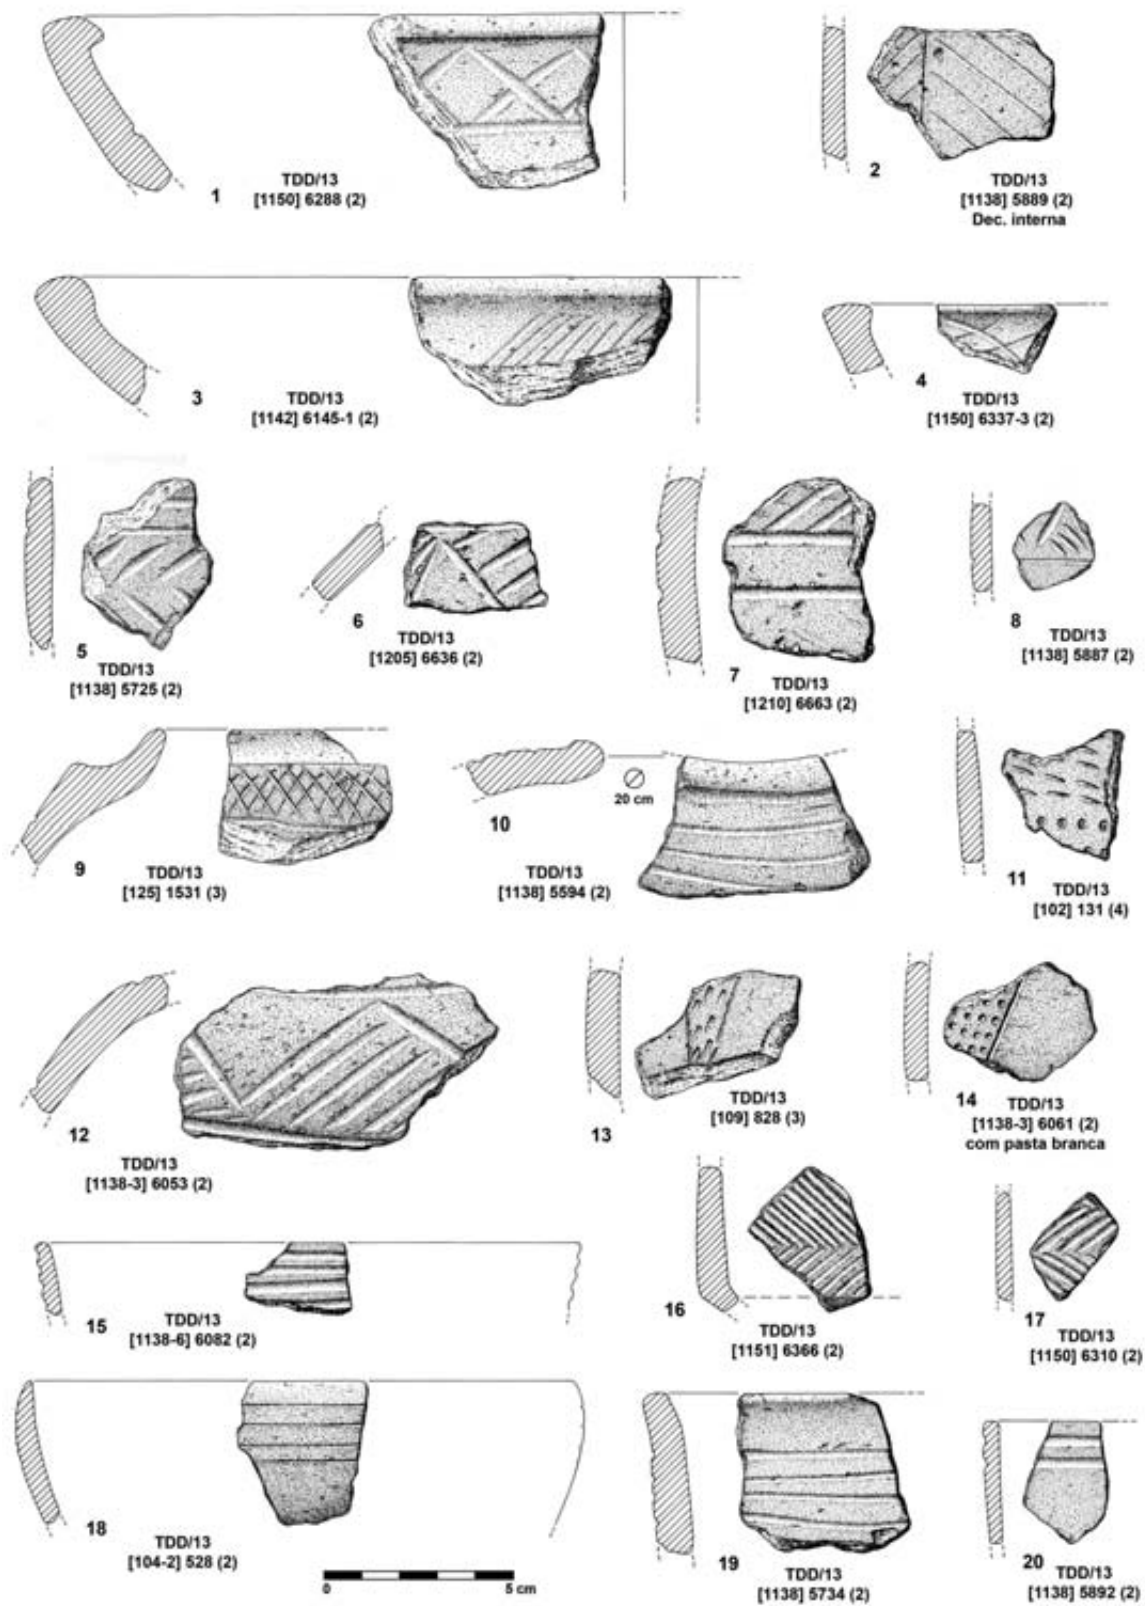 1
TDD/13
[1150] 6288 (2)
2
TDD/13
[1138] 5889 (2)
Dec. interna
3
TDD/13
[1142] 6145-1 (2)
4
TDD/13
[1150] 6337-3 (2)
5
TDD/13
[1138] 5725 (2)
6
TDD/13
[1205] 6636 (2)
7
TDD/13
[1210] 6663 (2)
8
TDD/13
[1138] 5887 (2)
9
TDD/13
[125] 1531 (3)
10
20 cm
TDD/13
[1138] 5594 (2)
11
TDD/13
[102] 131 (4)
12
TDD/13
[1138-3] 6053 (2)
13
TDD/13
[109] 828 (3)
14
TDD/13
[1138-3] 6061 (2)
com pasta branca
15
TDD/13
[1138-6] 6082 (2)
16
TDD/13
[1151] 6366 (2)
17
TDD/13
[1150] 6310 (2)
18
TDD/13
[104-2] 528 (2)
0 5 cm
19
TDD/13
[1138] 5734 (2)
20
TDD/13
[1138] 5892 (2)